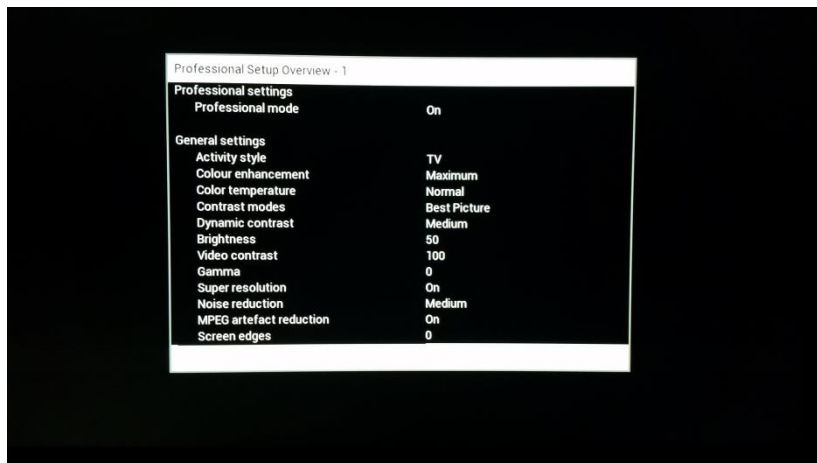 Professional Setup Overview - 1
Professional settings
Professional mode On
General settings
Activity style TV
Colour enhancement Maximum
Color temperature Normal
Contrast modes Best Picture
Dynamic contrast Medium
Brightness 50
Video contrast 100
Gamma 0
Super resolution On
Noise reduction Medium
MPEG artefact reduction On
Screen edges 0